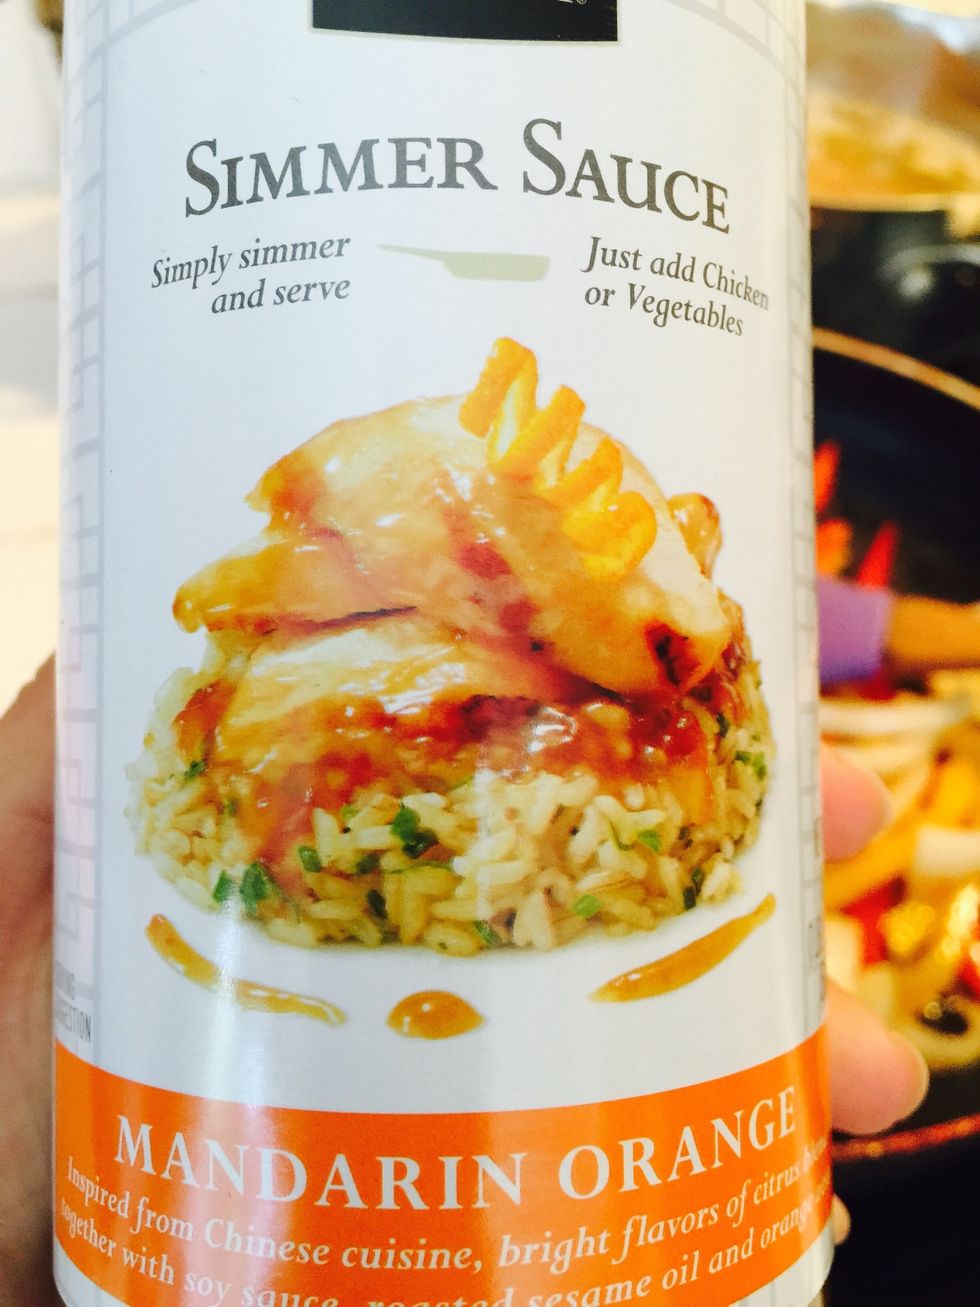 SIMMER SAUCE
Simply simmer
and serve
Just add Chicken
or Vegetables
MANDARIN ORANGE
Inspired from Chinese cuisine, bright flavors of citrus
together with soy sauce, roasted sesame oil and orange